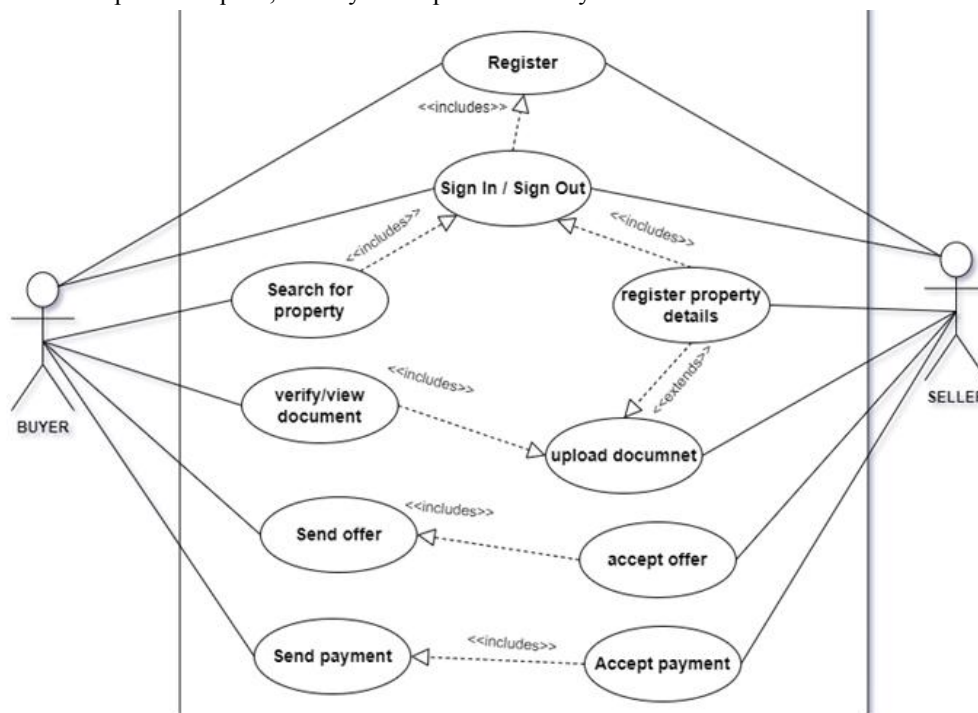 Register
<<includes>>
Sign In / Sign Out
<<includes>>
<<includes>>
Search for
property
register property
details
<<includes>>
<<extends>>
verify/view
document
BUYER
SELLER
upload documnet
<<includes>>
Send offer
accept offer
<<includes>>
Send payment
Accept payment